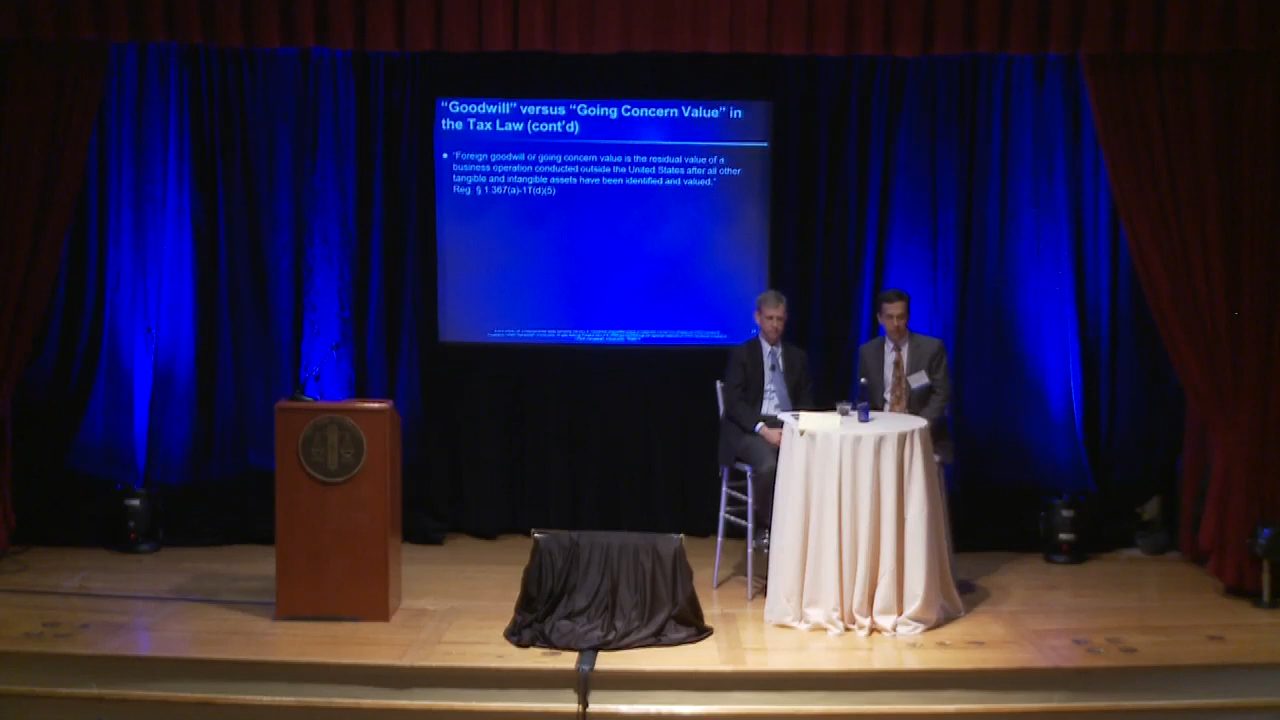 “Goodwill” versus “Going Concern Value” in
the Tax Law (cont’d)
“Foreign goodwill or going concern value is the residual value of a
business operation conducted outside the United States after all other
tangible and intangible assets have been identified and valued.”
Reg. § 1.367(a)-1T(d)(5)